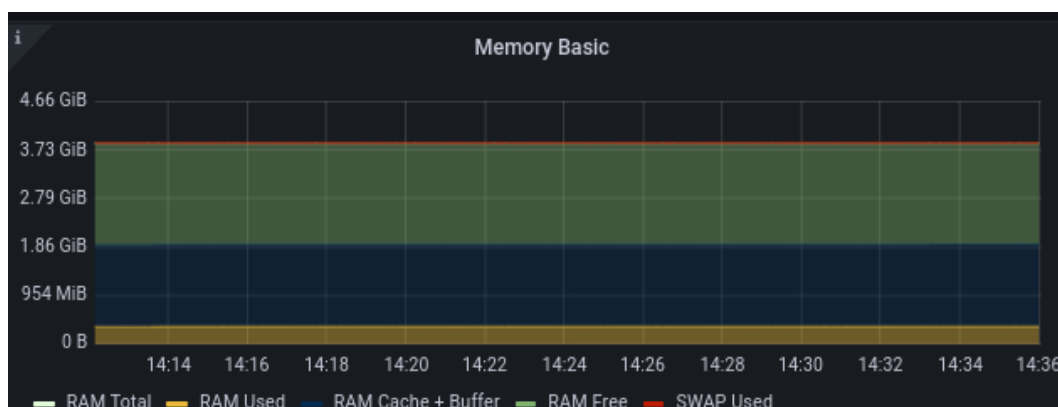 i
Memory Basic
4.66 GiB
3.73 GiB
2.79 GiB
1.86 GiB
954 MiB
0 B
14:14 14:16 14:18 14:20 14:22 14:24 14:26 14:28 14:30 14:32 14:34 14:36
RAM Total RAM Used RAM Cache + Buffer RAM Free SWAP Used